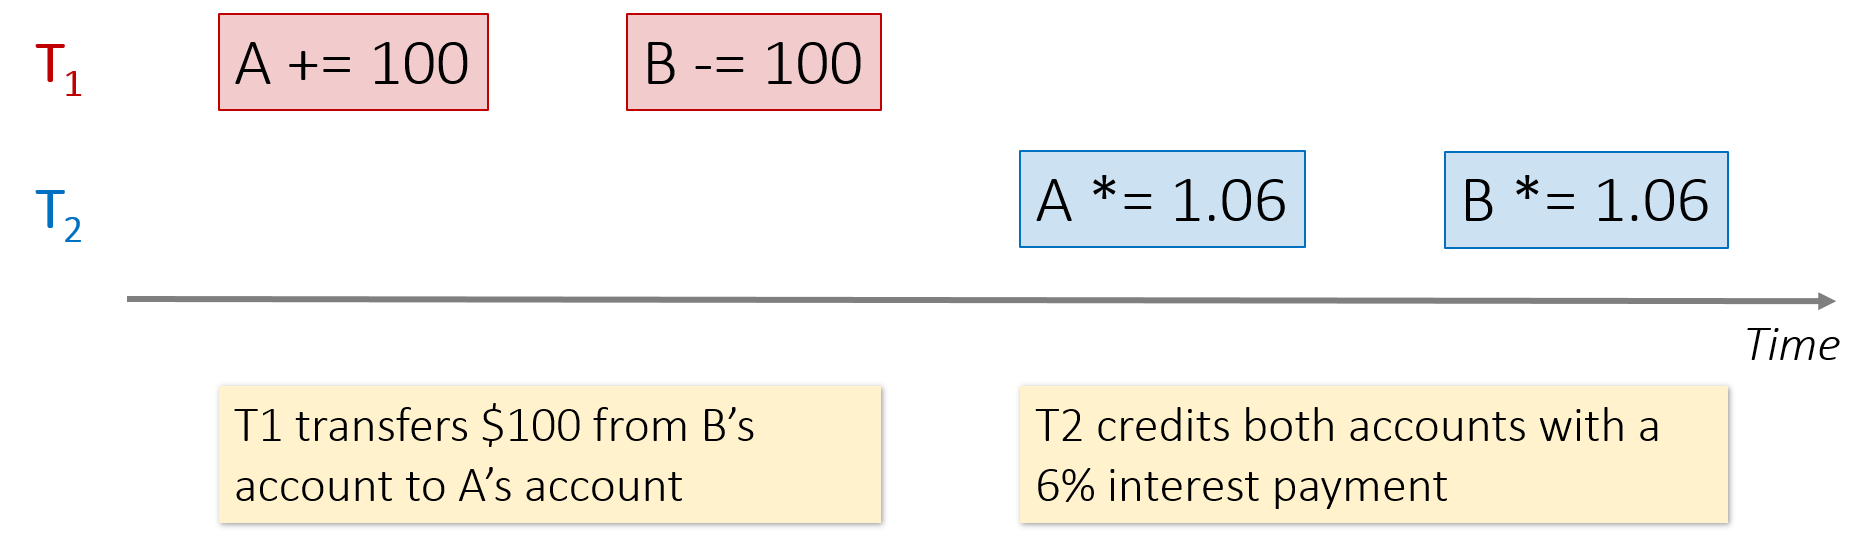 T₁ A += 100 B -= 100
T₂ A *= 1.06 B *= 1.06
Time
T1 transfers $100 from B’s
account to A’s account
T2 credits both accounts with a
6% interest payment